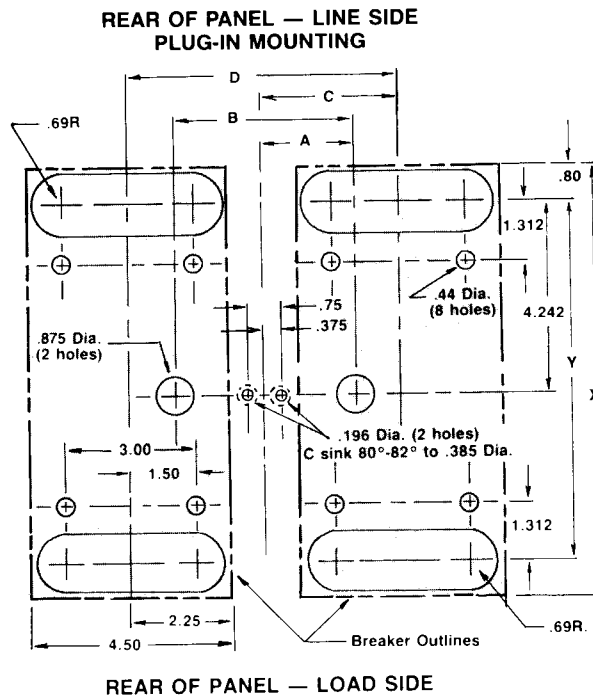 REAR OF PANEL — LINE SIDE
PLUG-IN MOUNTING
D
C
B
A
.69R
.80
1.312
.44 Dia.
(8 holes)
4.242
Y
X
.75
.375
.875 Dia.
(2 holes)
.196 Dia. (2 holes)
C sink 80°-82° to .385 Dia.
3.00
1.50
1.312
2.25
4.50
Breaker Outlines
.69R.
REAR OF PANEL — LOAD SIDE